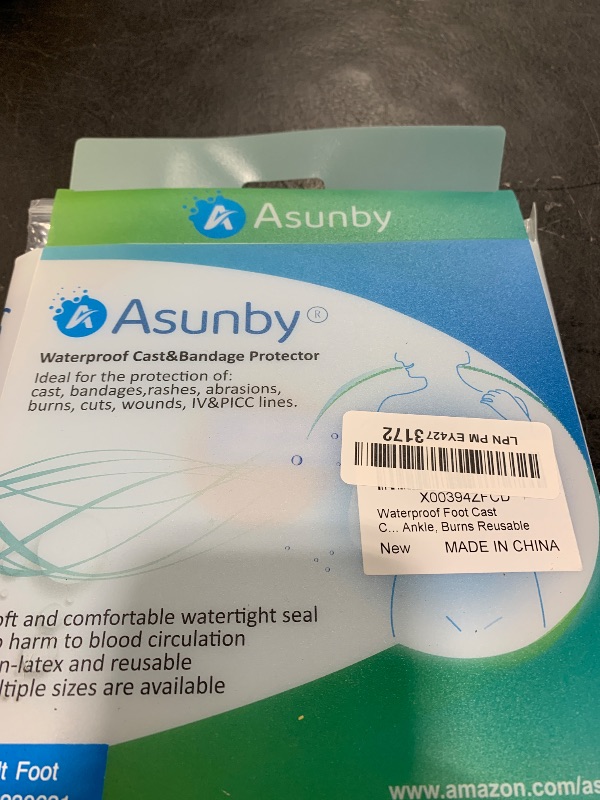 Asunby
Asunby®
Waterproof Cast&Bandage Protector
Ideal for the protection of:
cast, bandages,rashes, abrasions,
burns, cuts, wounds, IV&PICC lines.
LPN PM EY4273172
X00394ZFCD
Waterproof Foot Cast
C... Ankle, Burns Reusable
New MADE IN CHINA
oft and comfortable watertight seal
o harm to blood circulation
n-latex and reusable
ltiple sizes are available
lt Foot
www.amazon.com/as